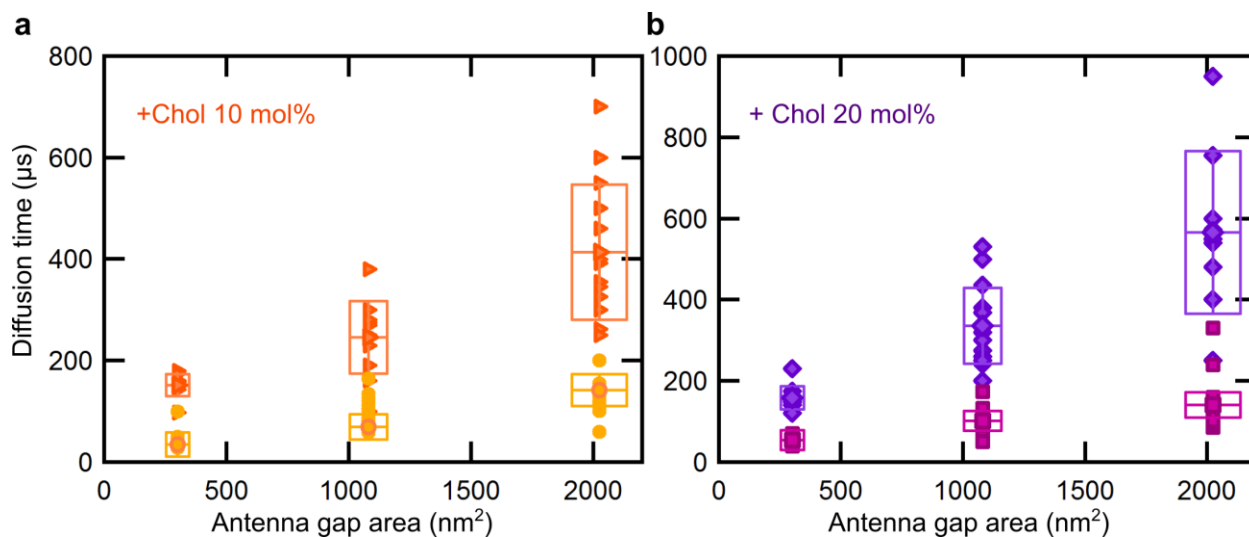 a
800
600
400
200
0
Diffusion time (µs)
+Chol 10 mol%
0 500 1000 1500 2000
Antenna gap area (nm²)
b
1000
800
600
400
200
0
+ Chol 20 mol%
0 500 1000 1500 2000
Antenna gap area (nm²)